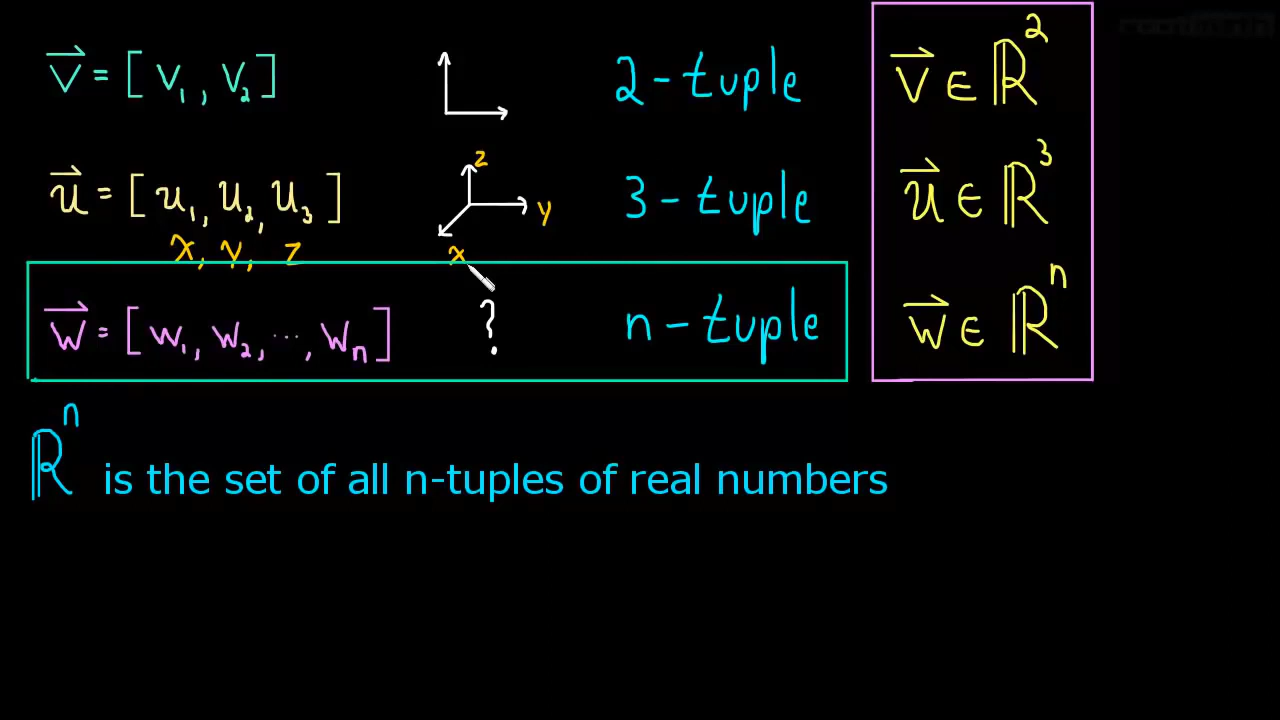 v⃗ = [ v₁, v₂ ] 2-tuple v⃗ ∈ ℝ²
z
u⃗ = [ u₁, u₂, u₃ ] y 3-tuple u⃗ ∈ ℝ³
x, y, z x
w⃗ = [ w₁, w₂, ..., wₙ ] ? n-tuple w⃗ ∈ ℝⁿ
ℝⁿ is the set of all n-tuples of real numbers